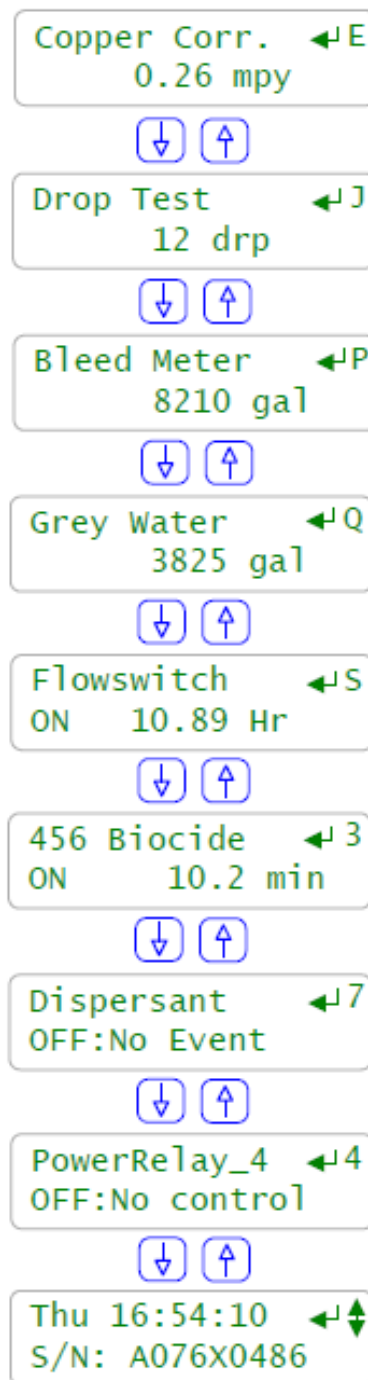 Copper Corr. ↵E
0.26 mpy
Drop Test ↵J
12 drp
Bleed Meter ↵P
8210 gal
Grey Water ↵Q
3825 gal
Flowswitch ↵S
ON 10.89 Hr
456 Biocide ↵3
ON 10.2 min
Dispersant ↵7
OFF:No Event
PowerRelay_4 ↵4
OFF:No control
Thu 16:54:10 ↵
S/N: A076X0486